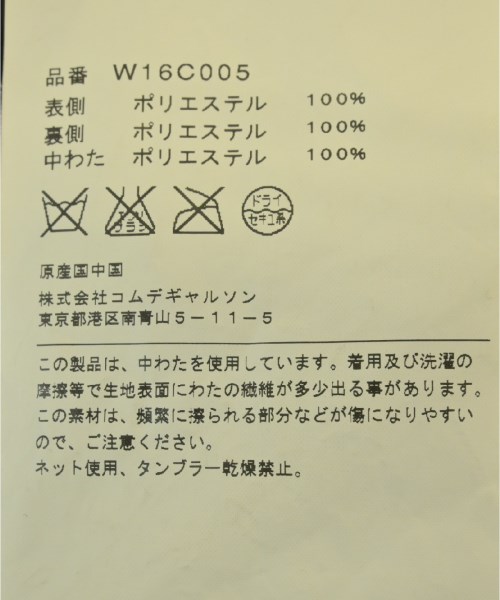 品番 W16C005
表側 ポリエステル 100%
裏側 ポリエステル 100%
中わた ポリエステル 100%
エンソ サラシ ドライ セキユ系
原産国中国
株式会社コムデギャルソン
東京都港区南青山5-11-5
この製品は、中わたを使用しています。着用及び洗濯の
摩擦等で生地表面にわたの繊維が多少出る事があります。
この素材は、頻繁に擦られる部分などが傷になりやすい
ので、ご注意ください。
ネット使用、タンブラー乾燥禁止。